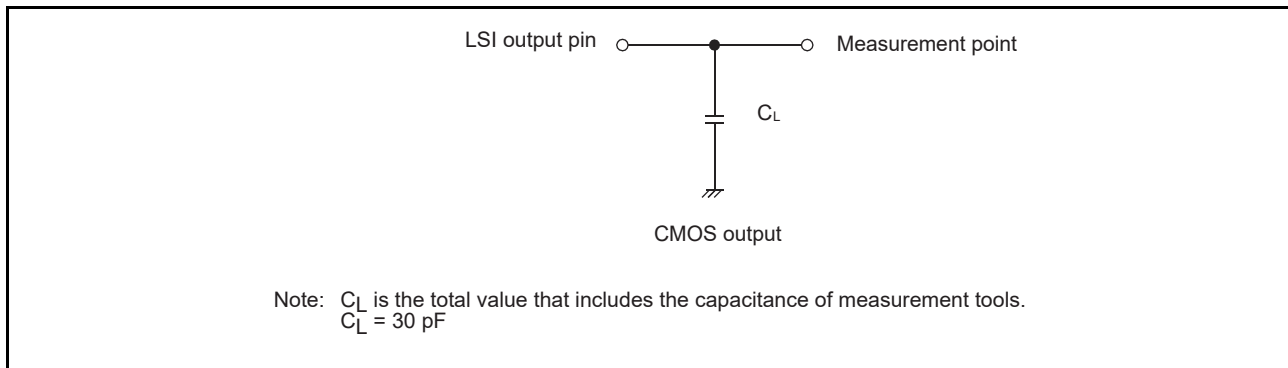 LSI output pin
Measurement point
CL
CMOS output
Note: CL is the total value that includes the capacitance of measurement tools.
CL = 30 pF